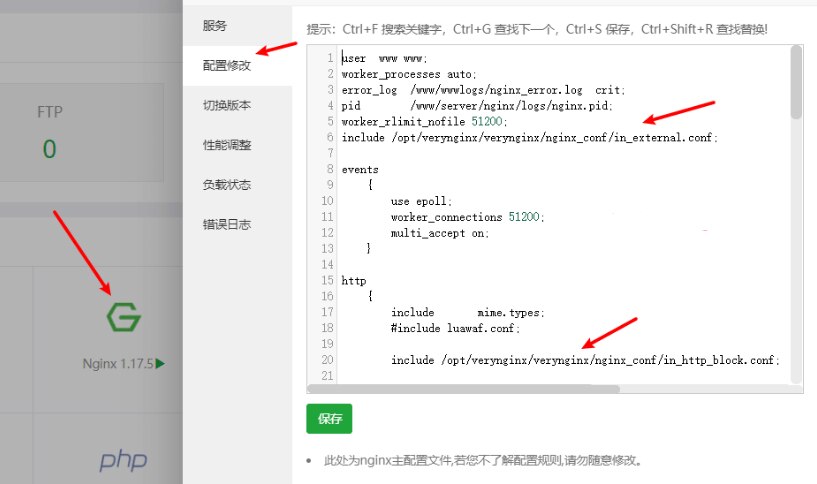 服务
配置修改
切换版本
性能调整
负载状态
错误日志
FTP
0
Nginx 1.17.5
php
提示：Ctrl+F 搜索关键字，Ctrl+G 查找下一个，Ctrl+S 保存，Ctrl+Shift+R 查找替换!
1 user  www www;
2 worker_processes auto;
3 error_log  /www/wwwlogs/nginx_error.log  crit;
4 pid        /www/server/nginx/logs/nginx.pid;
5 worker_rlimit_nofile 51200;
6 include /opt/verynginx/verynginx/nginx_conf/in_external.conf;
7
8 events
9     {
10         use epoll;
11         worker_connections 51200;
12         multi_accept on;
13     }
14
15 http
16     {
17         include       mime.types;
18         #include luawaf.conf;
19
20         include /opt/verynginx/verynginx/nginx_conf/in_http_block.conf;
21
保存
此处为nginx主配置文件,若您不了解配置规则,请勿随意修改。